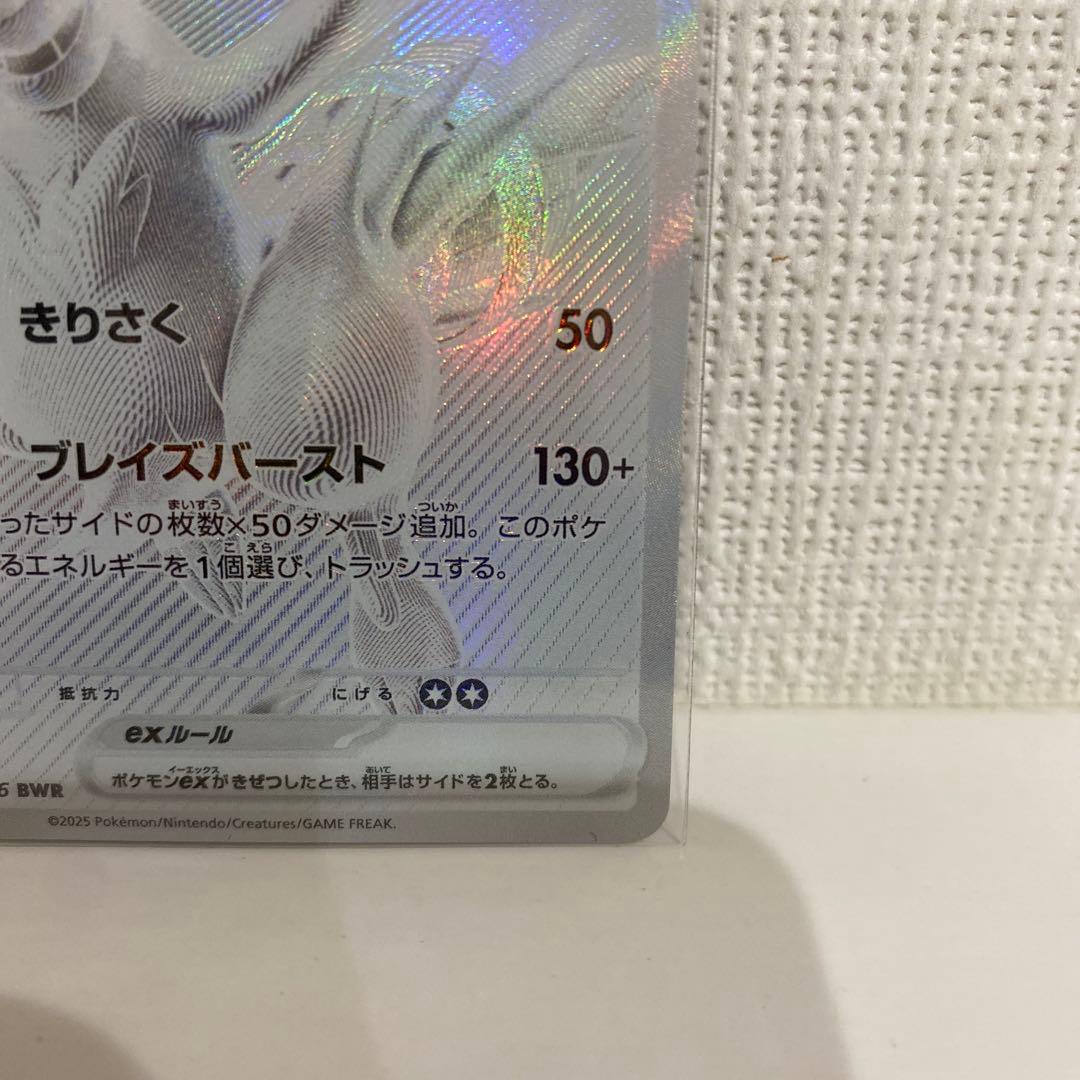 きりさく 50
ブレイズバースト 130+
ったサイドの枚数×50ダメージ追加。このポケ
るエネルギーを1個選び、トラッシュする。
抵抗力 にげる
exルール
ポケモンexがきぜつしたとき、相手はサイドを2枚とる。
6 BWR
©2025 Pokémon/Nintendo/Creatures/GAME FREAK.